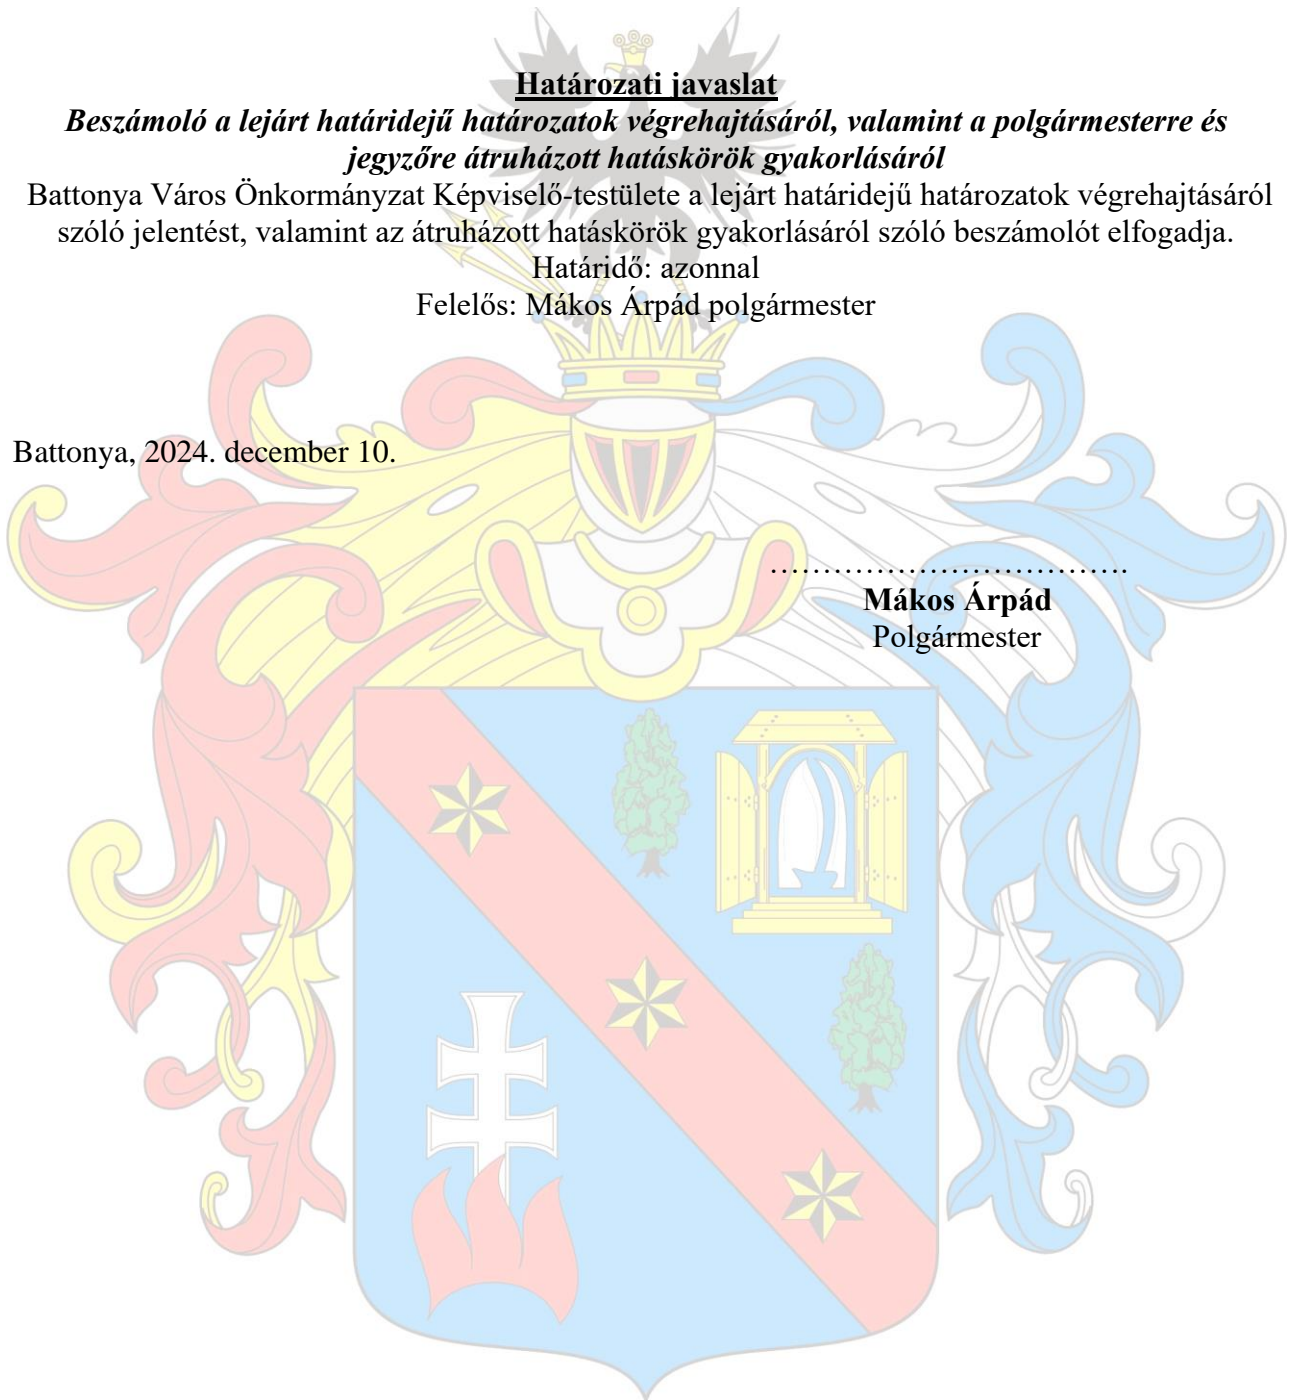 Határozati javaslat
Beszámoló a lejárt határidejű határozatok végrehajtásáról, valamint a polgármesterre és
jegyzőre átruházott hatáskörök gyakorlásáról
Battonya Város Önkormányzat Képviselő-testülete a lejárt határidejű határozatok végrehajtásáról
szóló jelentést, valamint az átruházott hatáskörök gyakorlásáról szóló beszámolót elfogadja.
Határidő: azonnal
Felelős: Mákos Árpád polgármester
Battonya, 2024. december 10.
…………………………….
Mákos Árpád
Polgármester